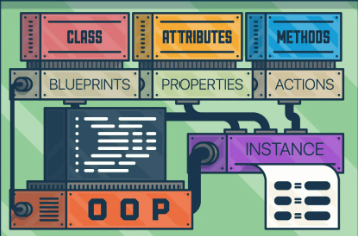 CLASS
ATTRIBUTES
METHODS
BLUEPRINTS
PROPERTIES
ACTIONS
INSTANCE
OOP